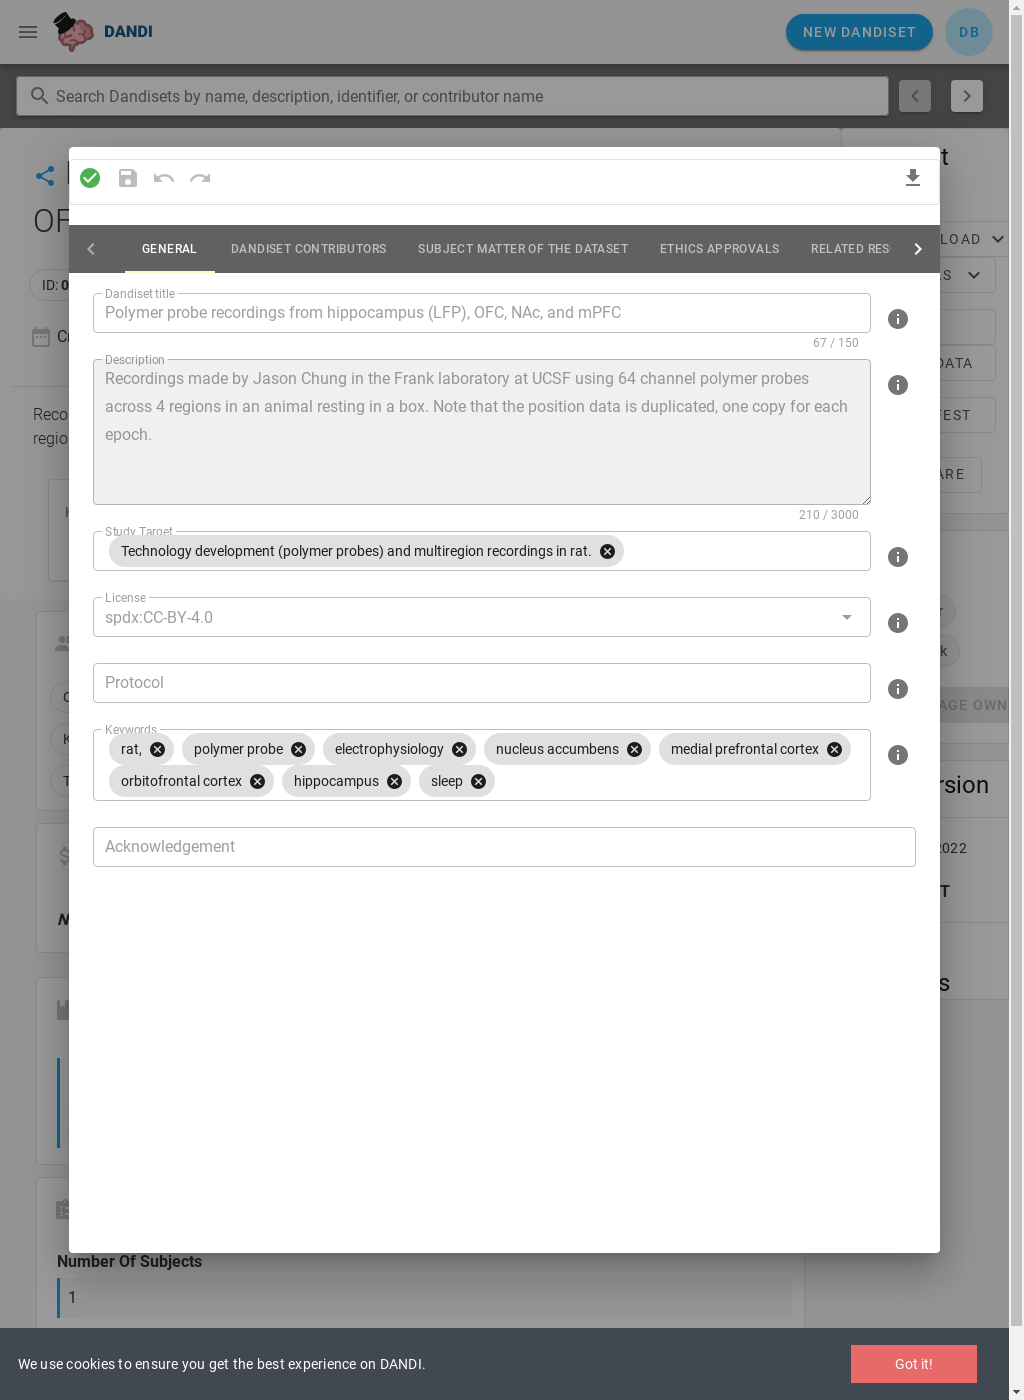 DANDI
NEW DANDISET
DB
Search Dandisets by name, description, identifier, or contributor name
OF
ID: 0
GENERAL
DANDISET CONTRIBUTORS
SUBJECT MATTER OF THE DATASET
ETHICS APPROVALS
RELATED RES
Dandiset title
Polymer probe recordings from hippocampus (LFP), OFC, NAc, and mPFC
67 / 150
Description
Recordings made by Jason Chung in the Frank laboratory at UCSF using 64 channel polymer probes
across 4 regions in an animal resting in a box. Note that the position data is duplicated, one copy for each
epoch.
210 / 3000
Study Target
Technology development (polymer probes) and multiregion recordings in rat.
License
spdx:CC-BY-4.0
Protocol
Keywords
rat,
polymer probe
electrophysiology
nucleus accumbens
medial prefrontal cortex
orbitofrontal cortex
hippocampus
sleep
Acknowledgement
Reco
regio
LOAD
DATA
ARE
AGE OWN
rsion
2022
Number Of Subjects
1
We use cookies to ensure you get the best experience on DANDI.
Got it!